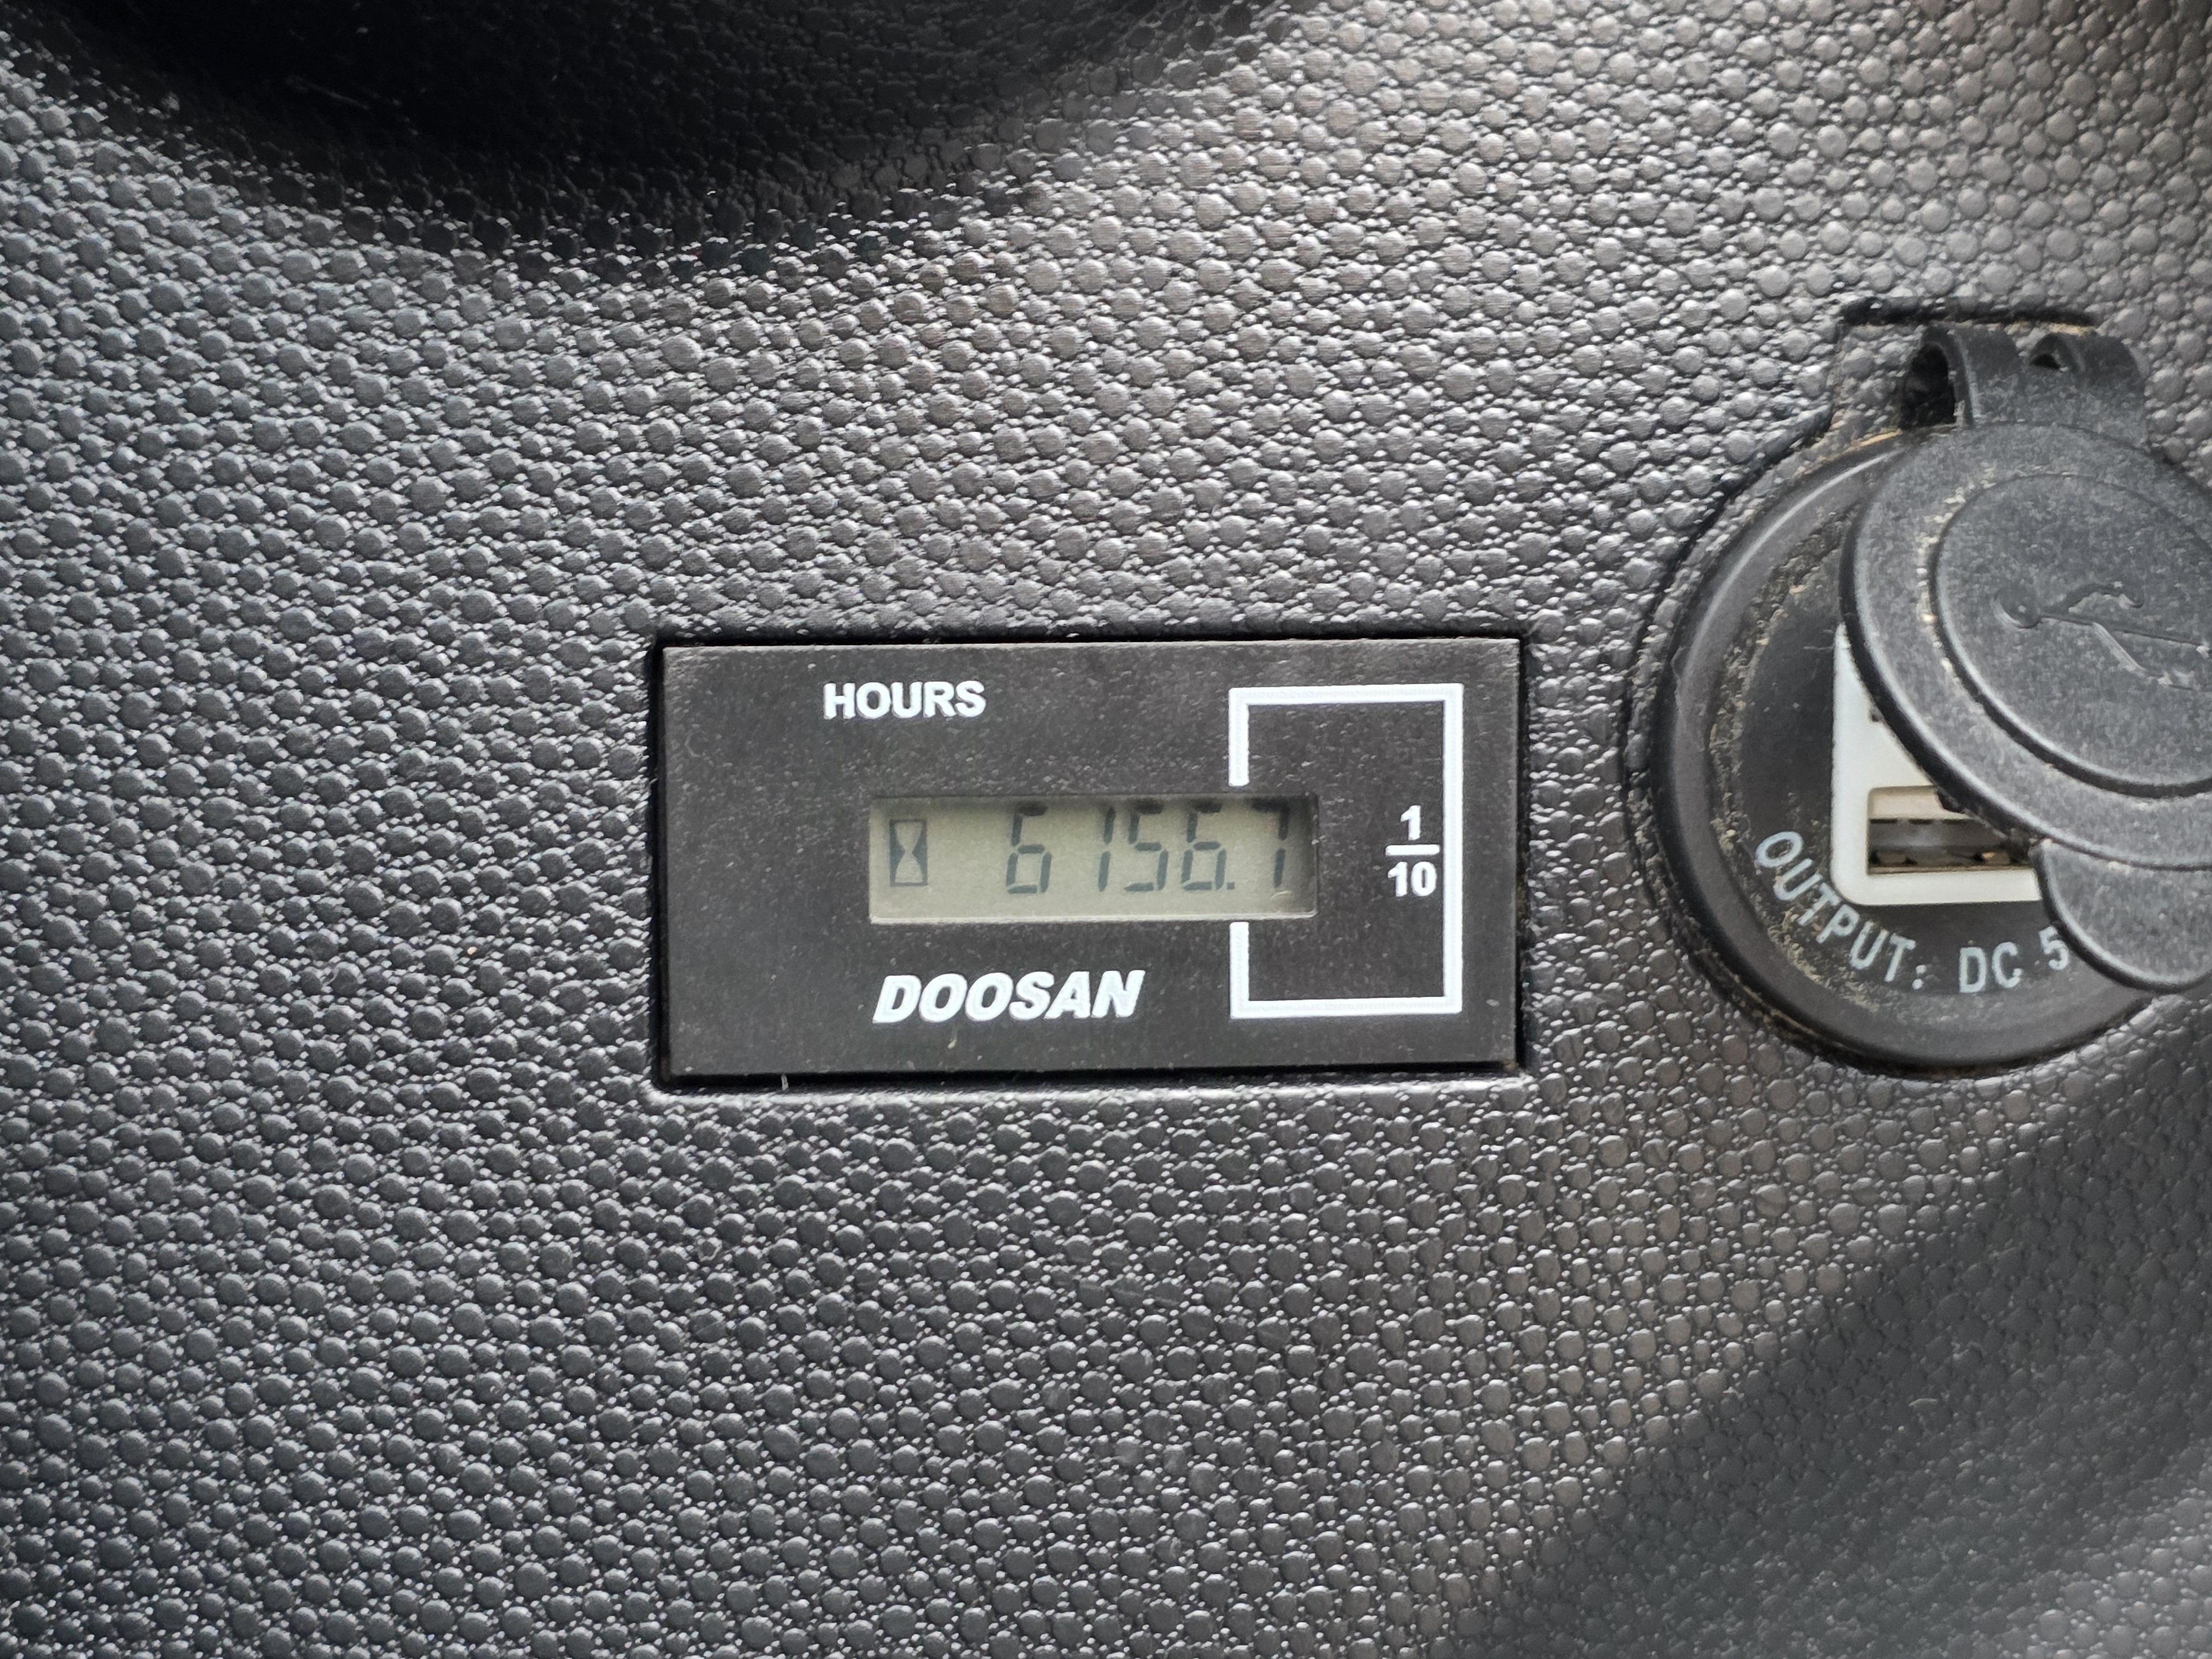 HOURS
6156.7
1
10
DOOSAN
OUTPUT: DC 5